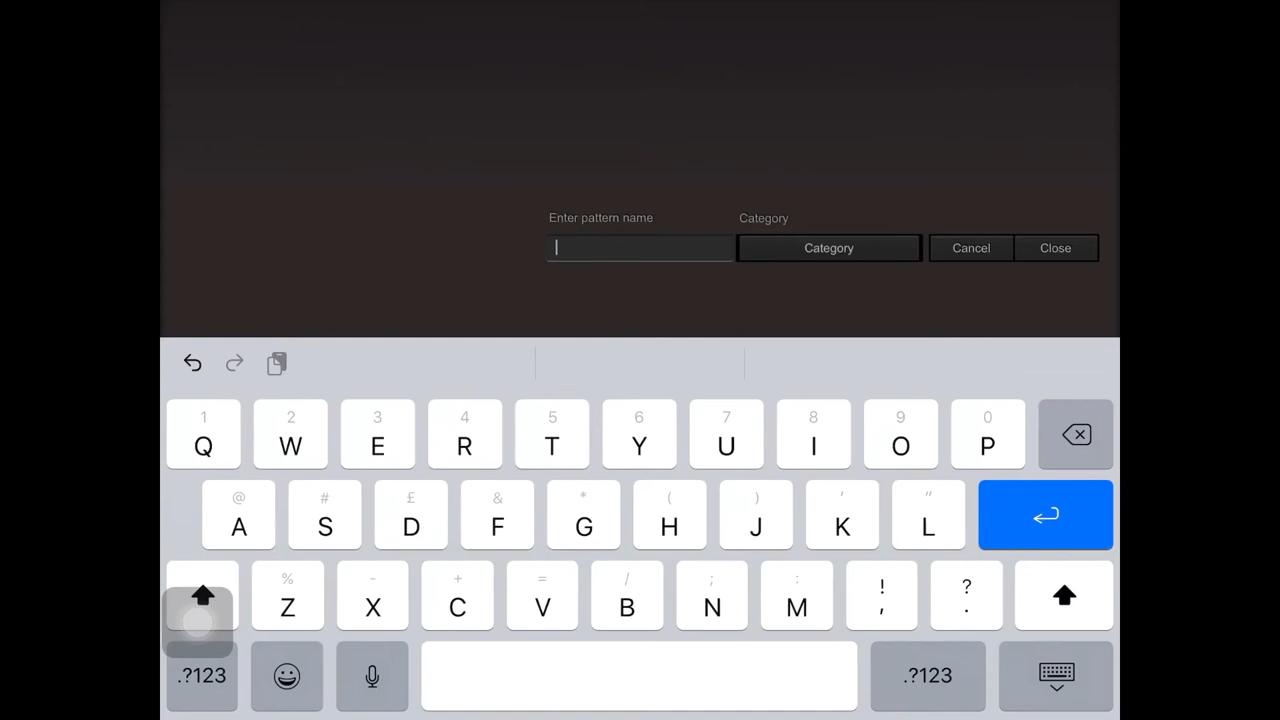 Enter pattern name Category
Category Cancel Close
1 2 3 4 5 6 7 8 9 0
Q W E R T Y U I O P
@ # £ & * ( ) ' "
A S D F G H J K L
% - + = / ; : ! ?
Z X C V B N M , .
.?123 .?123